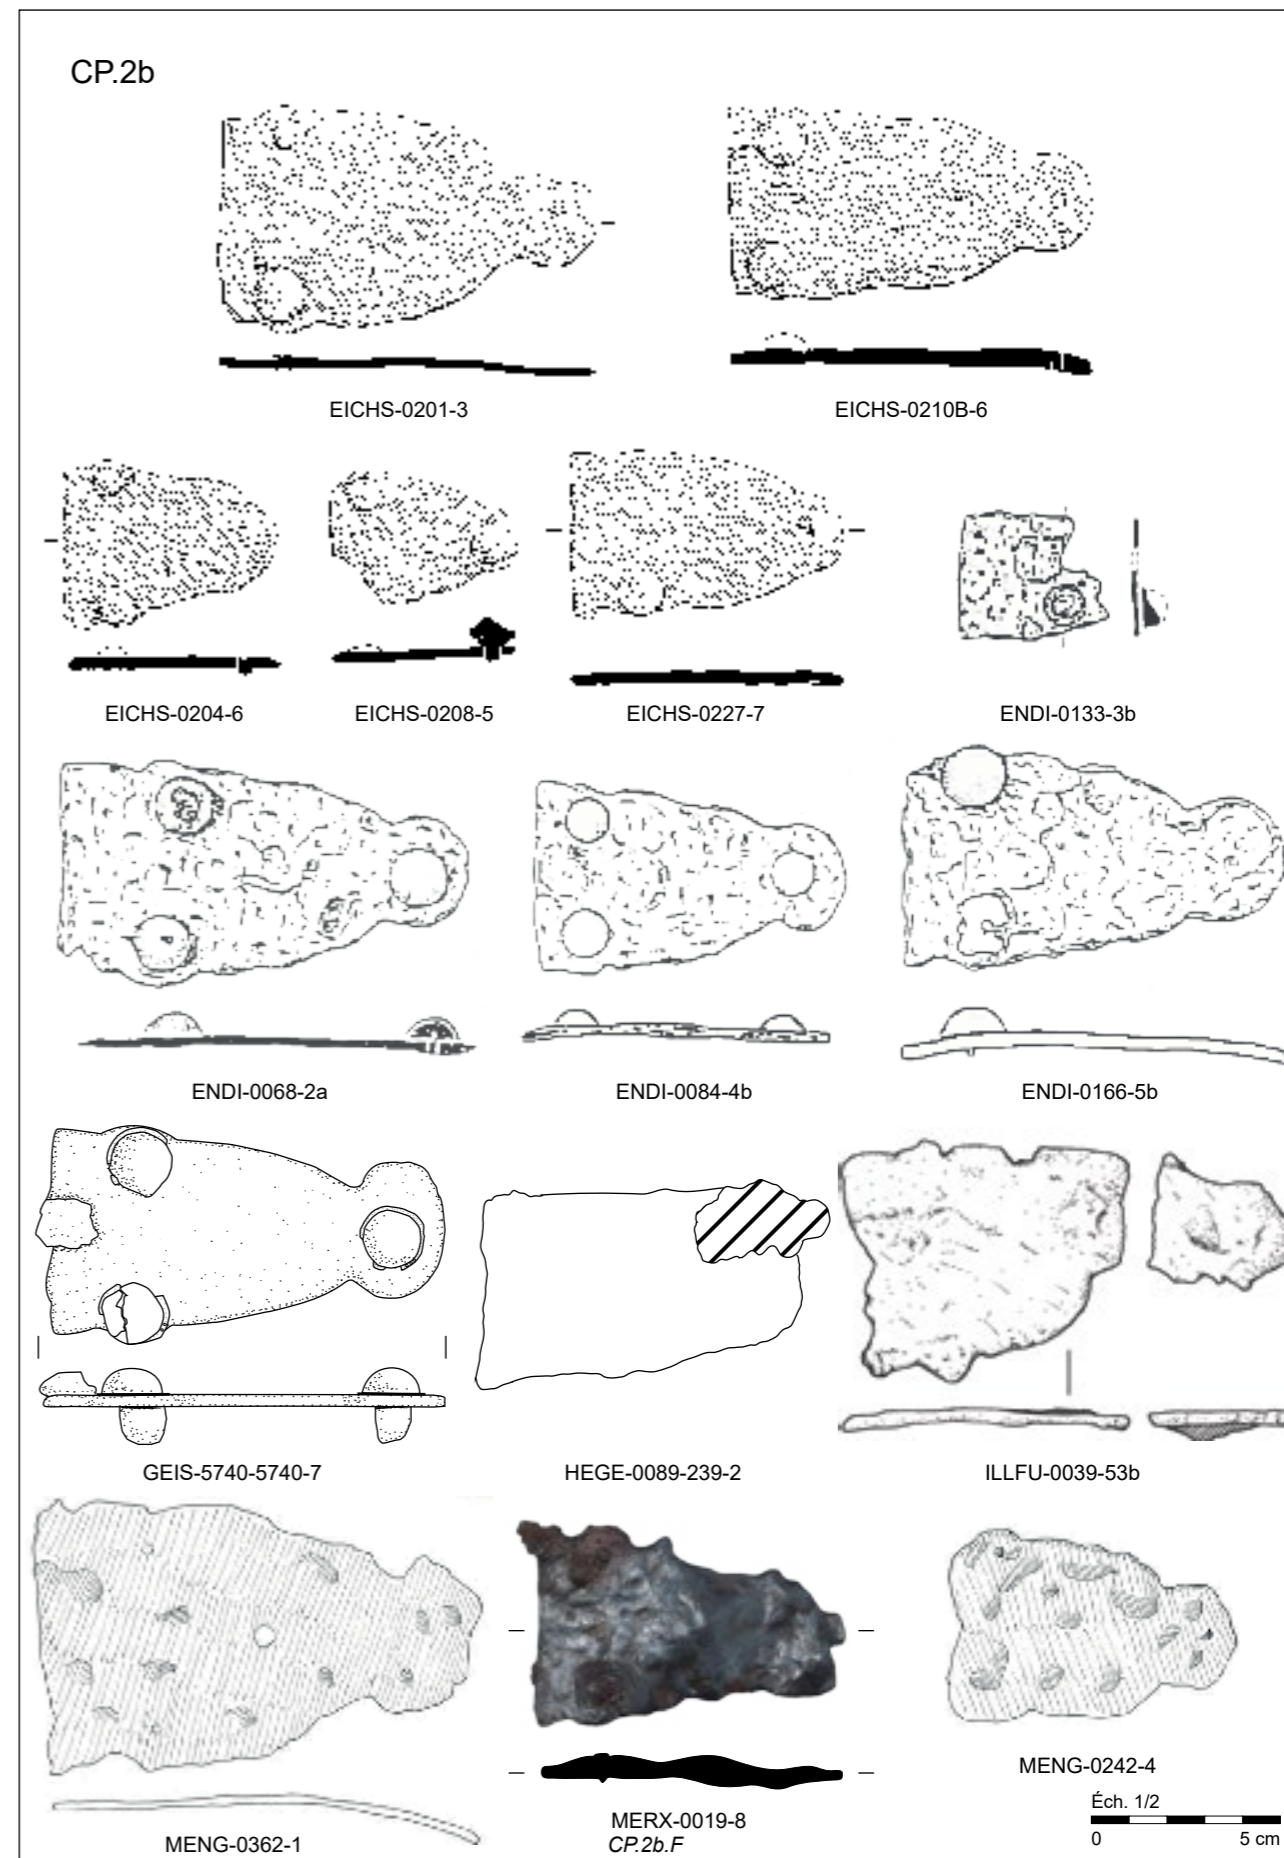 CP.2b
EICHS-0201-3
EICHS-0210B-6
EICHS-0204-6
EICHS-0208-5
EICHS-0227-7
ENDI-0133-3b
ENDI-0068-2a
ENDI-0084-4b
ENDI-0166-5b
GEIS-5740-5740-7
HEGE-0089-239-2
ILLFU-0039-53b
MENG-0362-1
MERX-0019-8
CP.2b.F
MENG-0242-4
Éch. 1/2
0 5 cm